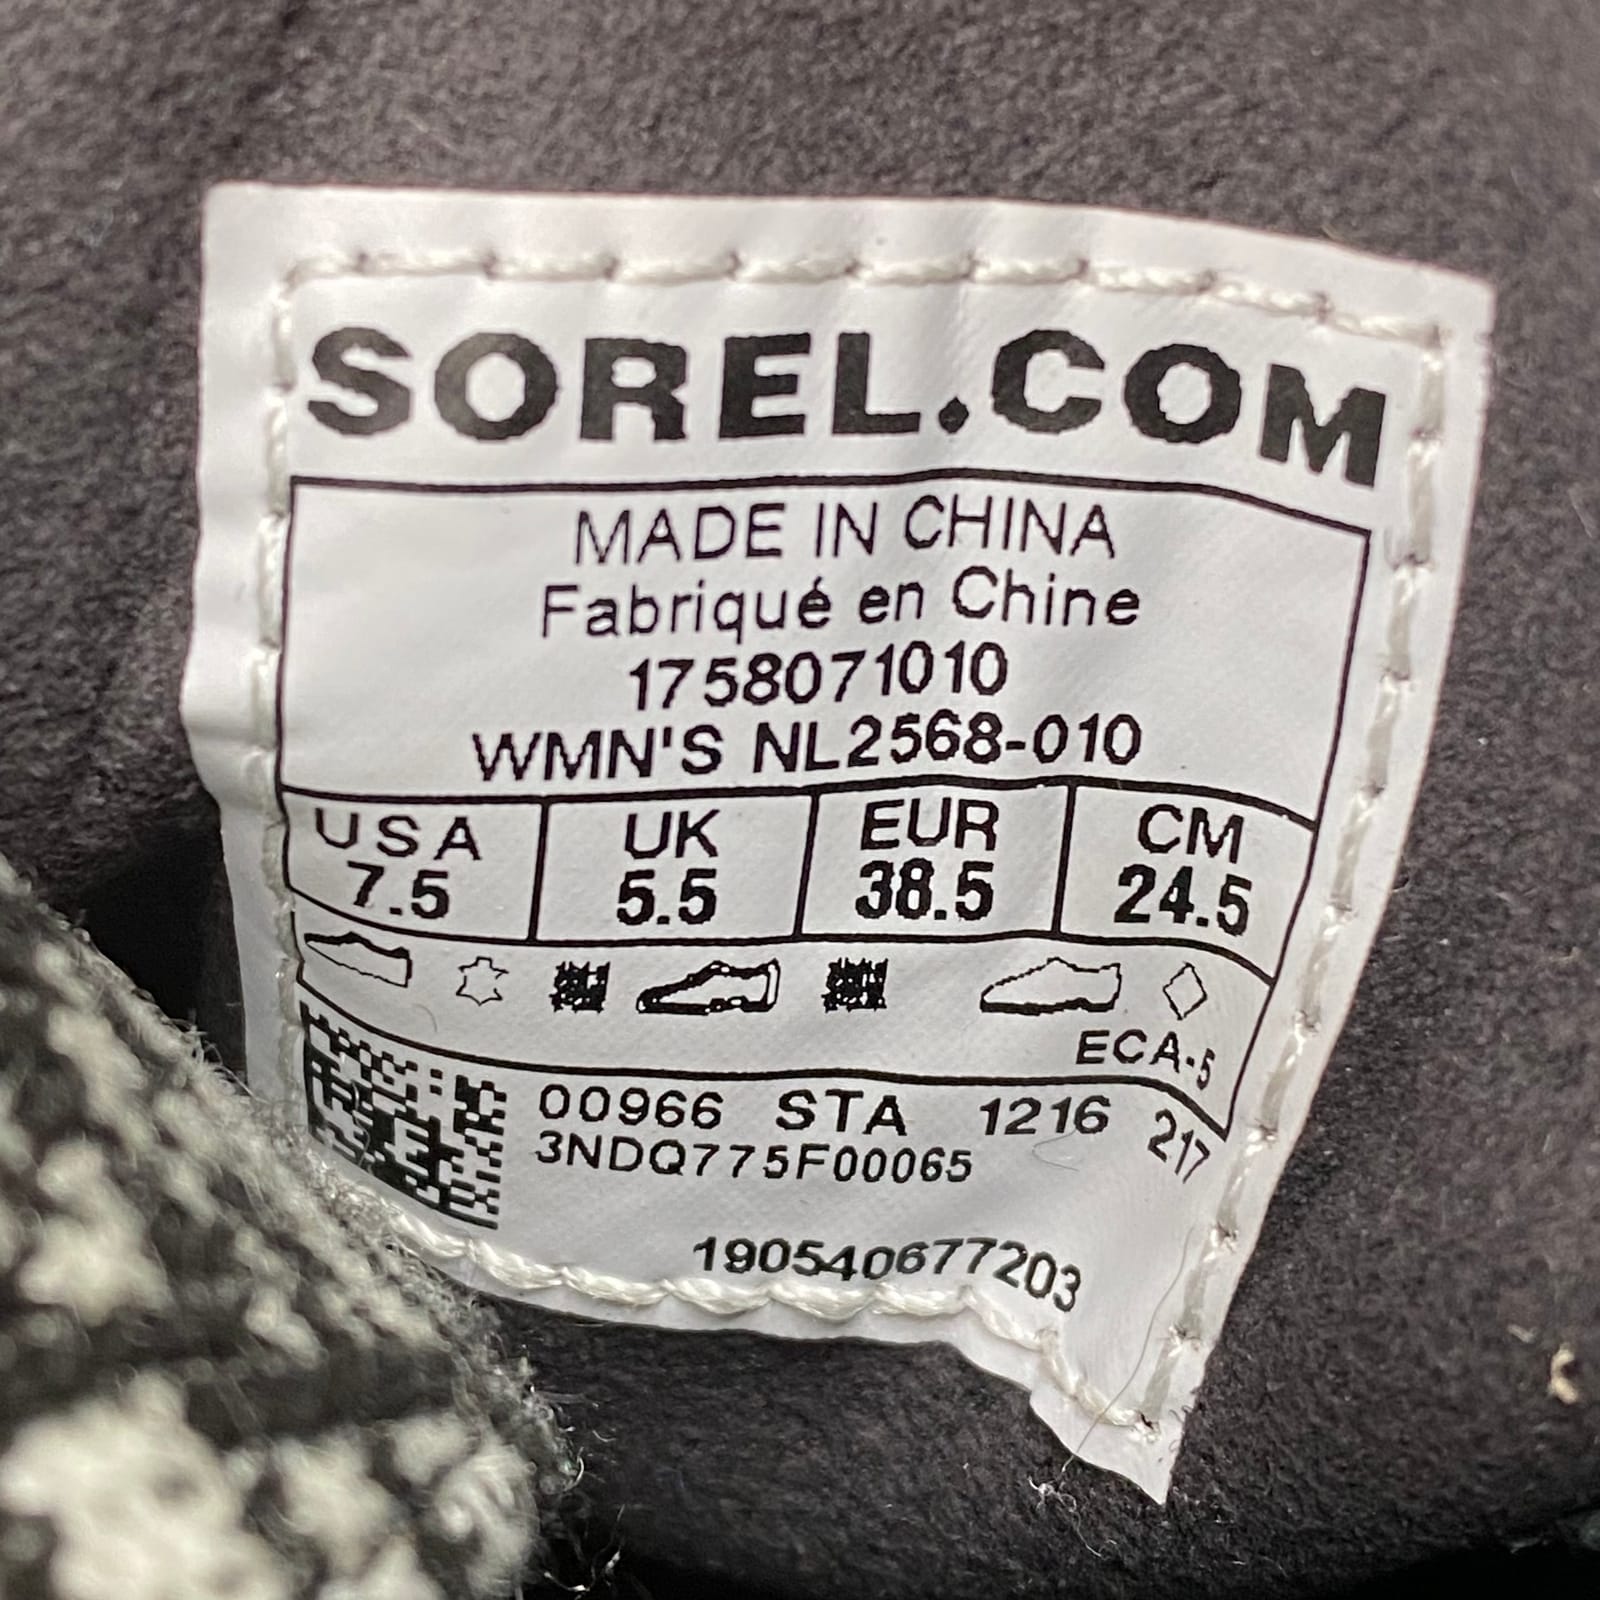 SOREL.COM
MADE IN CHINA
Fabriqué en Chine
1758071010
WMN'S NL2568-010
USA UK EUR CM
7.5 5.5 38.5 24.5
ECA-5
00966 STA 1216 217
3NDQ775F00065
190540677203